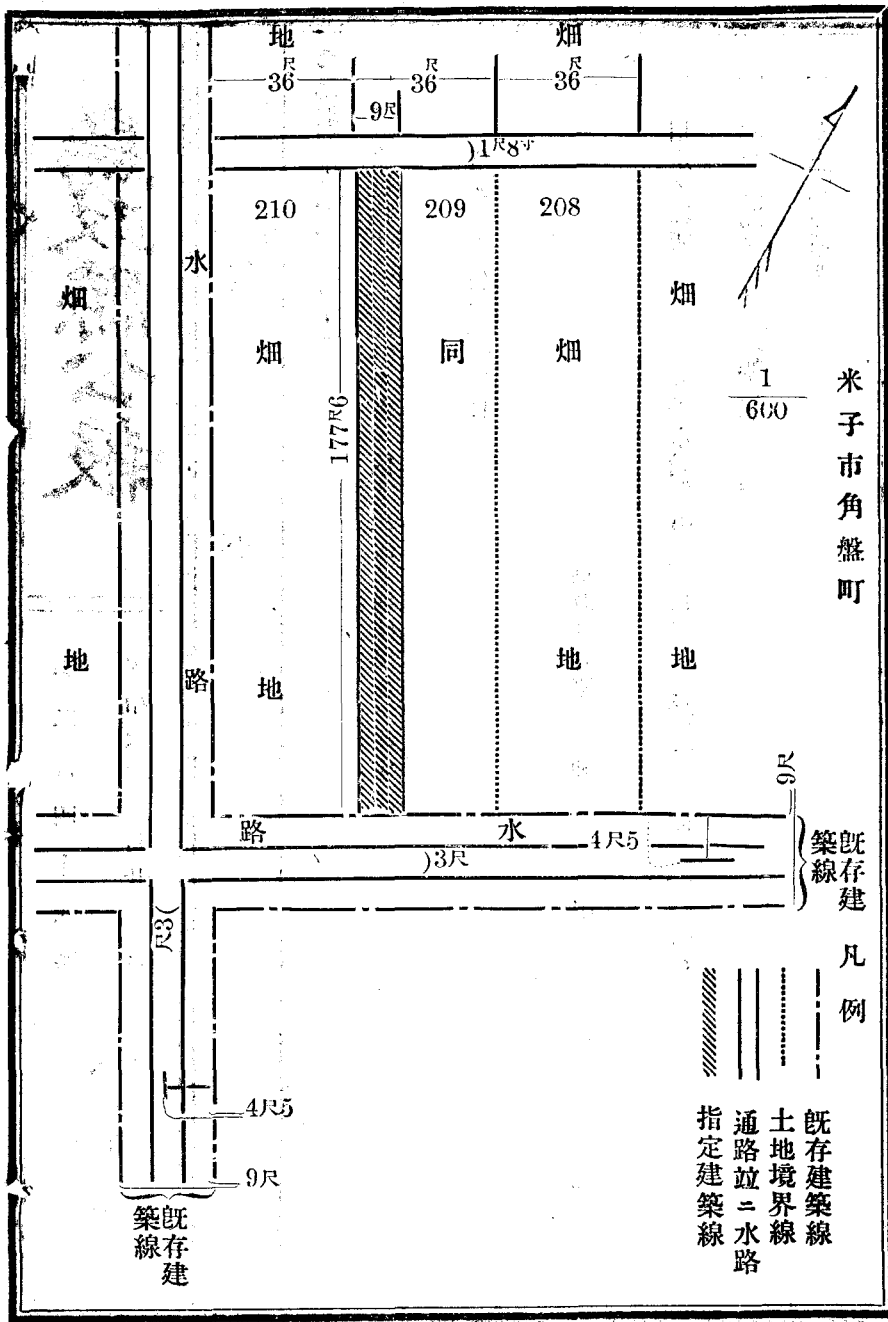 米子市角盤町
1
600
地
畑
36尺
36尺
36尺
9尺
)1尺8寸
210
209
208
水
畑
畑
同
畑
畑
177尺6
地
路
地
地
地
路
水
)3尺
4尺5
9尺
既存建
築線
尺3(
4尺5
9尺
既存建
築線
凡例
既存建築線
土地境界線
通路竝ニ水路
指定建築線